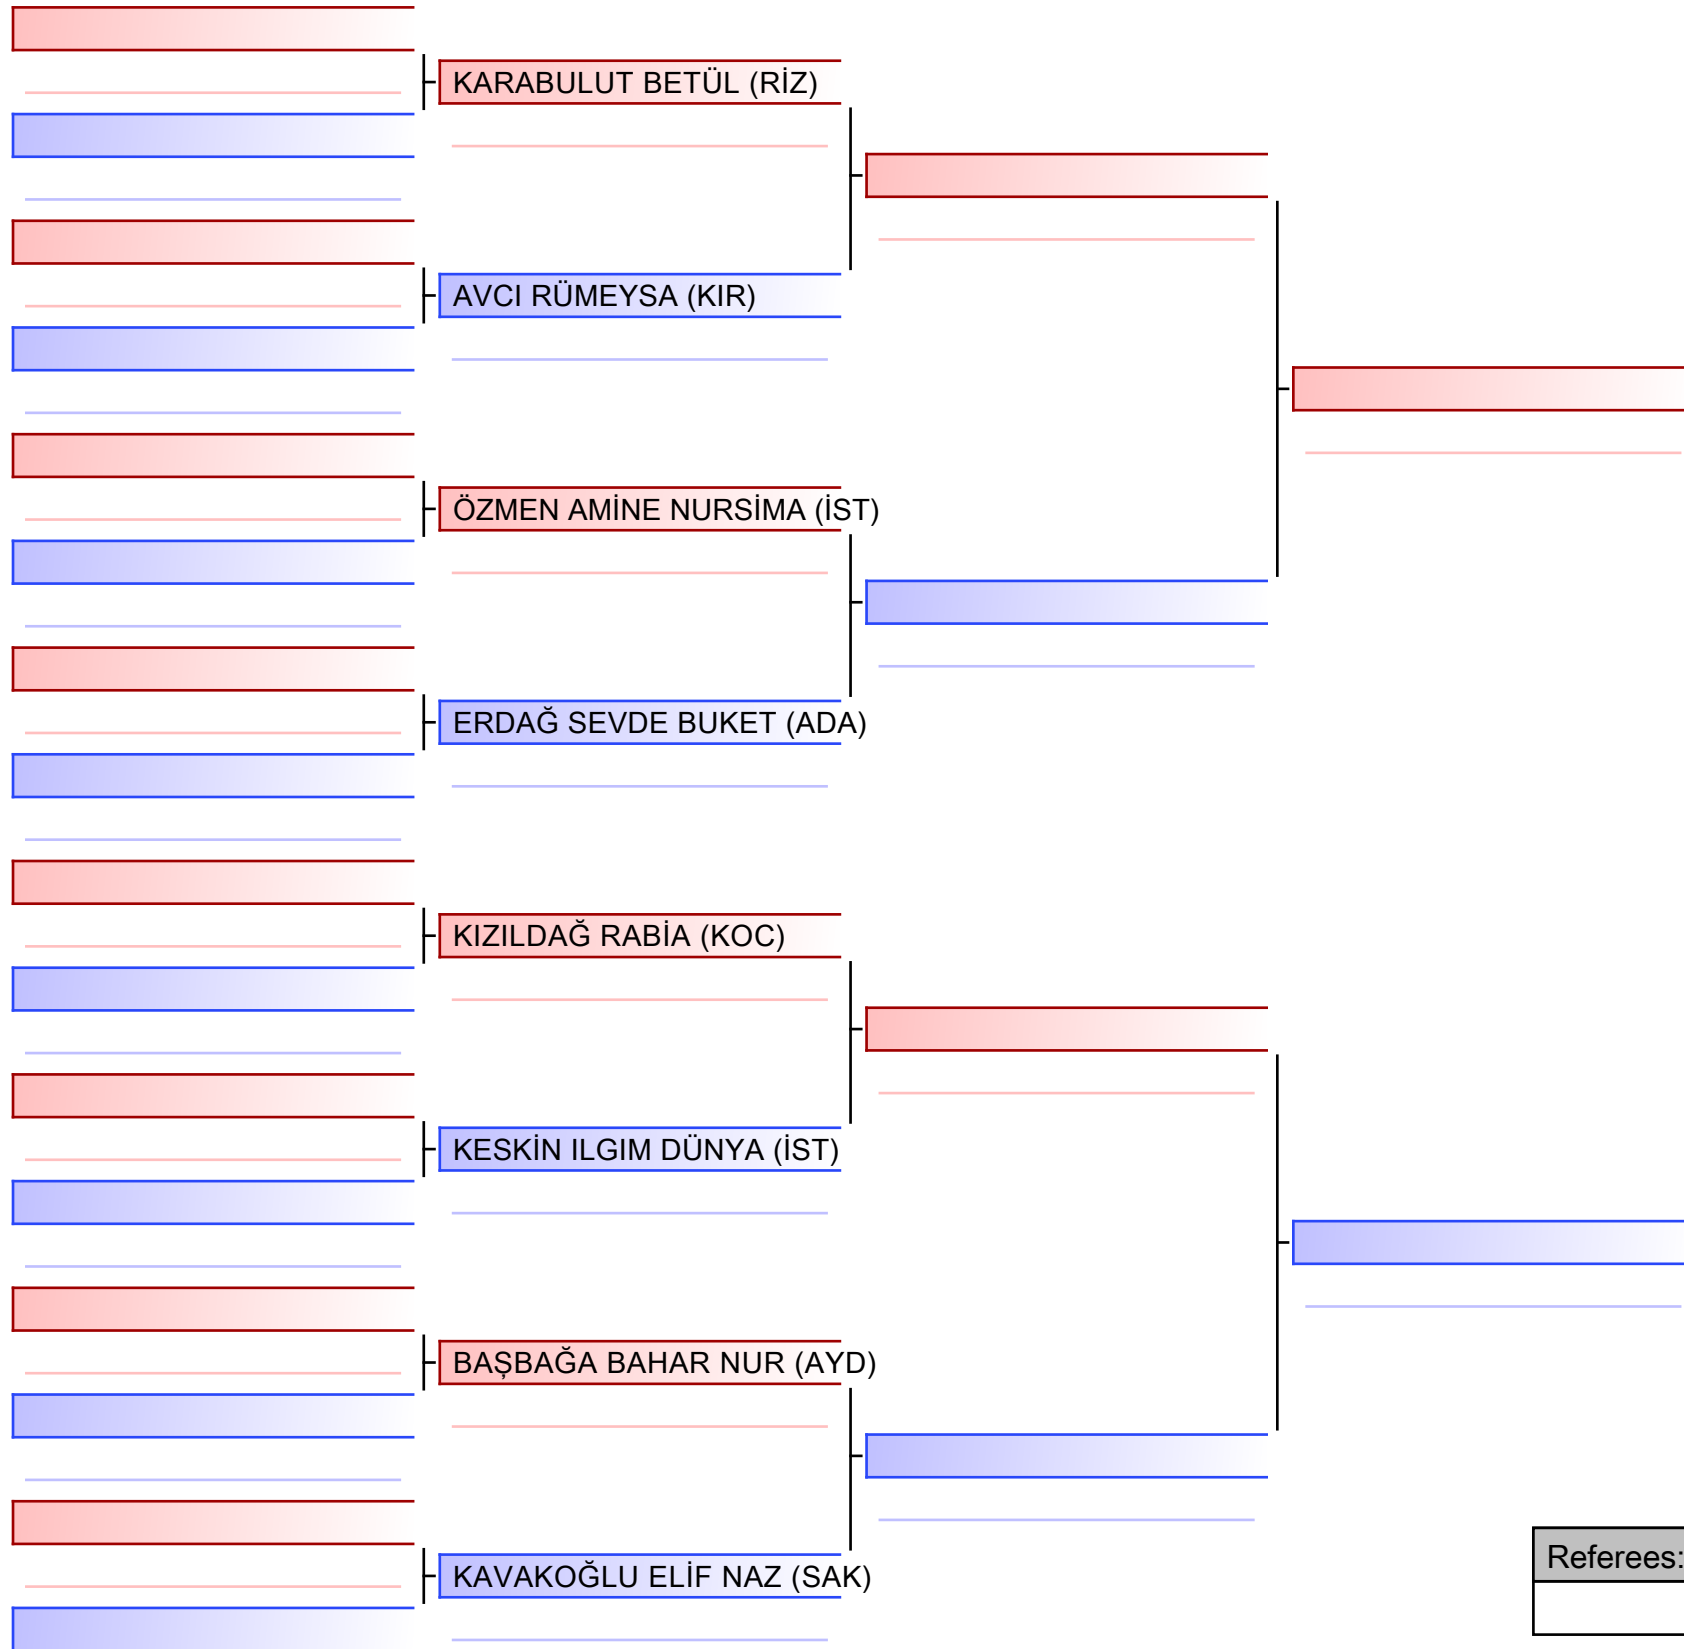 KARABULUT BETÜL (RİZ)
AVCI RÜMEYSA (KIR)
ÖZMEN AMİNE NURSİMA (İST)
ERDAĞ SEVDE BUKET (ADA)
KIZILDAĞ RABİA (KOC)
KESKİN ILGIM DÜNYA (İST)
BAŞBAĞA BAHAR NUR (AYD)
KAVAKOĞLU ELİF NAZ (SAK)
Referees: